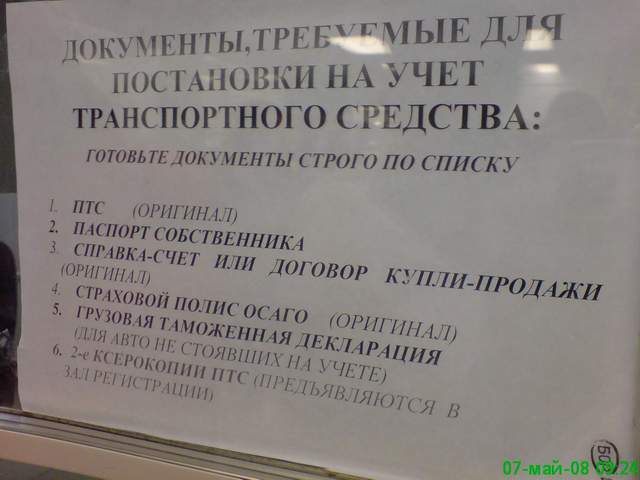 ДОКУМЕНТЫ,ТРЕБУЕМЫЕ ДЛЯ
ПОСТАНОВКИ НА УЧЕТ
ТРАНСПОРТНОГО СРЕДСТВА:
ГОТОВЬТЕ ДОКУМЕНТЫ СТРОГО ПО СПИСКУ
1. ПТС (ОРИГИНАЛ)
2. ПАСПОРТ СОБСТВЕННИКА
3. СПРАВКА-СЧЕТ ИЛИ ДОГОВОР КУПЛИ-ПРОДАЖИ
(ОРИГИНАЛ)
4. СТРАХОВОЙ ПОЛИС ОСАГО (ОРИГИНАЛ)
5. ГРУЗОВАЯ ТАМОЖЕННАЯ ДЕКЛАРАЦИЯ
(ДЛЯ АВТО НЕ СТОЯВШИХ НА УЧЕТЕ)
6. 2-е КСЕРОКОПИИ ПТС (ПРЕДЪЯВЛЯЮТСЯ В
ЗАЛ РЕГИСТРАЦИИ)
07-май-08 09:24